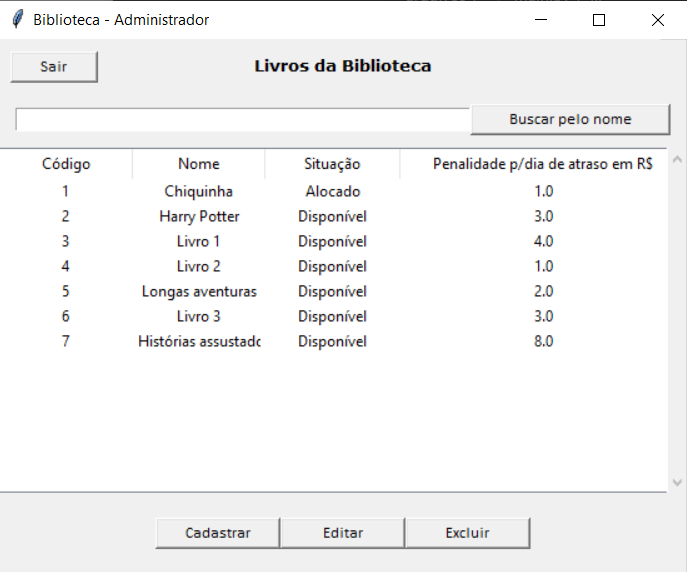 Biblioteca - Administrador
Sair
Livros da Biblioteca
Buscar pelo nome
Código Nome Situação Penalidade p/dia de atraso em R$
1 Chiquinha Alocado 1.0
2 Harry Potter Disponível 3.0
3 Livro 1 Disponível 4.0
4 Livro 2 Disponível 1.0
5 Longas aventuras Disponível 2.0
6 Livro 3 Disponível 3.0
7 Histórias assustadc Disponível 8.0
Cadastrar Editar Excluir